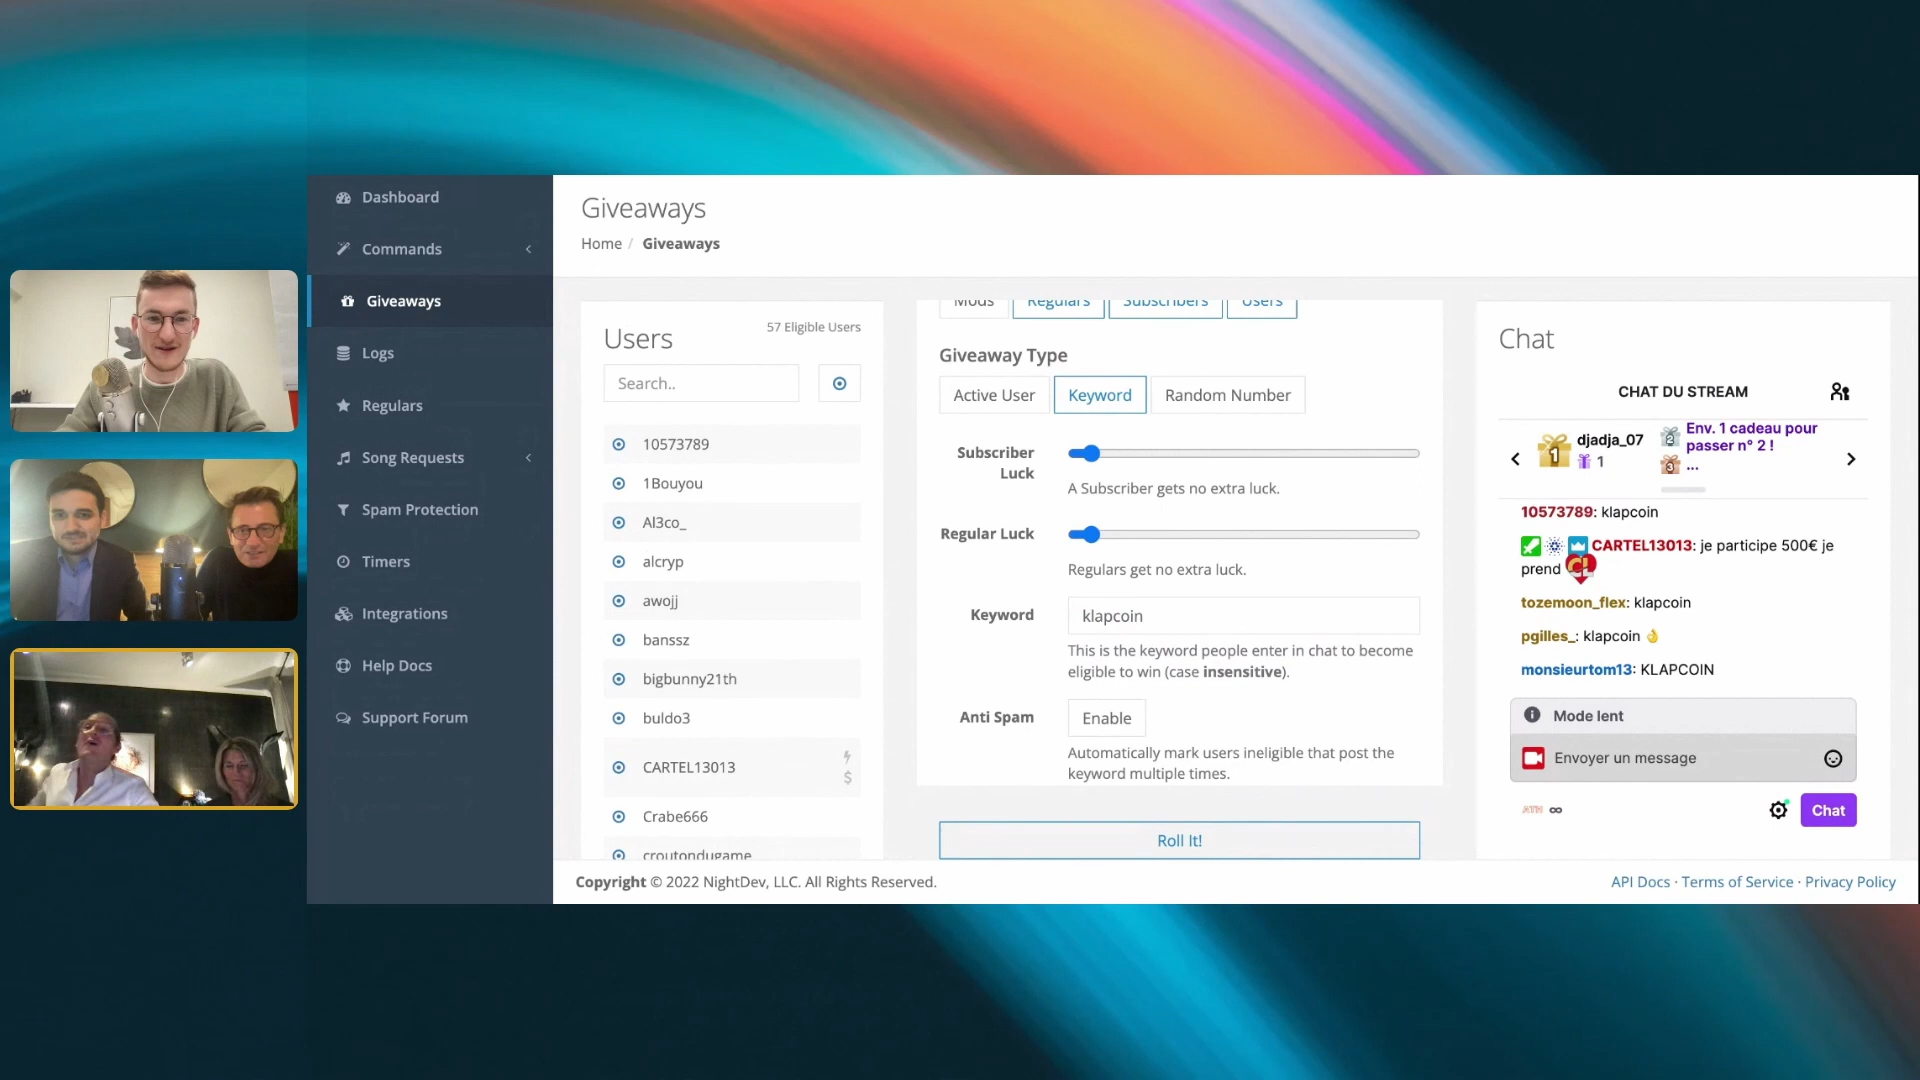 Dashboard
Commands
Giveaways
Logs
Regulars
Song Requests
Spam Protection
Timers
Integrations
Help Docs
Support Forum
Giveaways
Home / Giveaways
Users
57 Eligible Users
Search..
10573789
1Bouyou
Al3co_
alcryp
awojj
banssz
bigbunny21th
buldo3
CARTEL13013
Crabe666
croutondugame
Mods Regulars Subscribers Users
Giveaway Type
Active User Keyword Random Number
Subscriber
Luck
A Subscriber gets no extra luck.
Regular Luck
Regulars get no extra luck.
Keyword
klapcoin
This is the keyword people enter in chat to become
eligible to win (case insensitive).
Anti Spam
Enable
Automatically mark users ineligible that post the
keyword multiple times.
Roll It!
Chat
CHAT DU STREAM
1
djadja_07
1
2
Env. 1 cadeau pour
passer n° 2 !
3
...
10573789: klapcoin
CARTEL13013: je participe 500€ je
prend
tozemoon_flex: klapcoin
pgilles_: klapcoin 👌
monsieurtom13: KLAPCOIN
Mode lent
Envoyer un message
ATH ∞
Chat
Copyright © 2022 NightDev, LLC. All Rights Reserved.
API Docs · Terms of Service · Privacy Policy